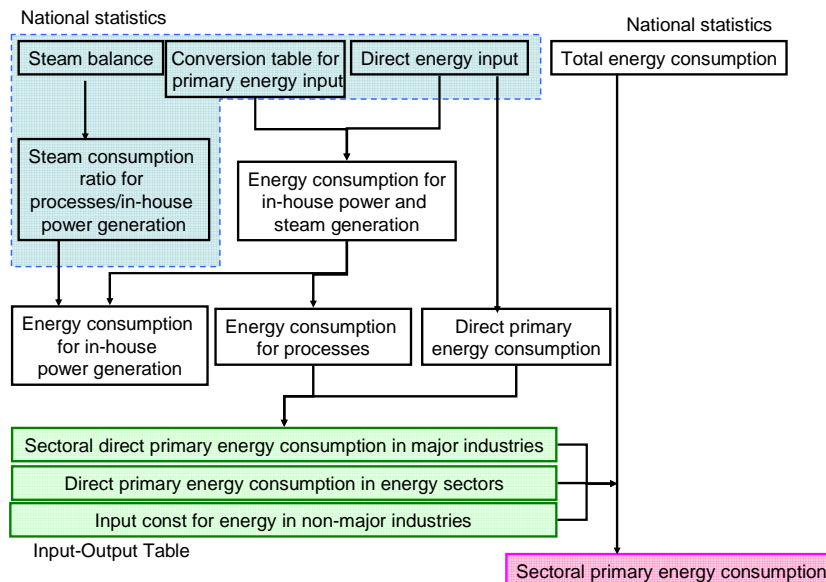 National statistics
National statistics
Steam balance
Conversion table for
primary energy input
Direct energy input
Total energy consumption
Steam consumption
ratio for
processes/in-house
power generation
Energy consumption for
in-house power and
steam generation
Energy consumption
for in-house
power generation
Energy consumption
for processes
Direct primary
energy consumption
Sectoral direct primary energy consumption in major industries
Direct primary energy consumption in energy sectors
Input const for energy in non-major industries
Input-Output Table
Sectoral primary energy consumption